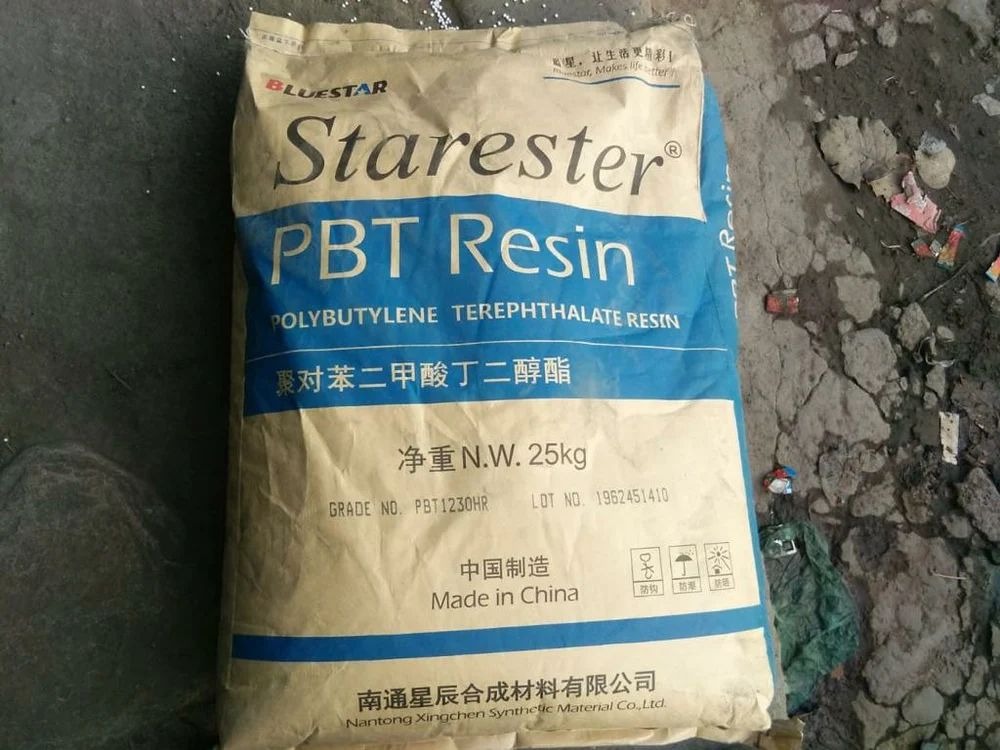 BLUESTAR
蓝星，让生活更精彩！
Bluestar, Makes life better!
Starester®
PBT Resin
POLYBUTYLENE TEREPHTHALATE RESIN
聚对苯二甲酸丁二醇酯
净重 N.W. 25kg
GRADE NO. PBT1230HR LOT NO. 1962451410
中国制造
Made in China
防钩 防潮 防晒
南通星辰合成材料有限公司
Nantong Xingchen Synthetic Material Co.,Ltd.
PBT Resin